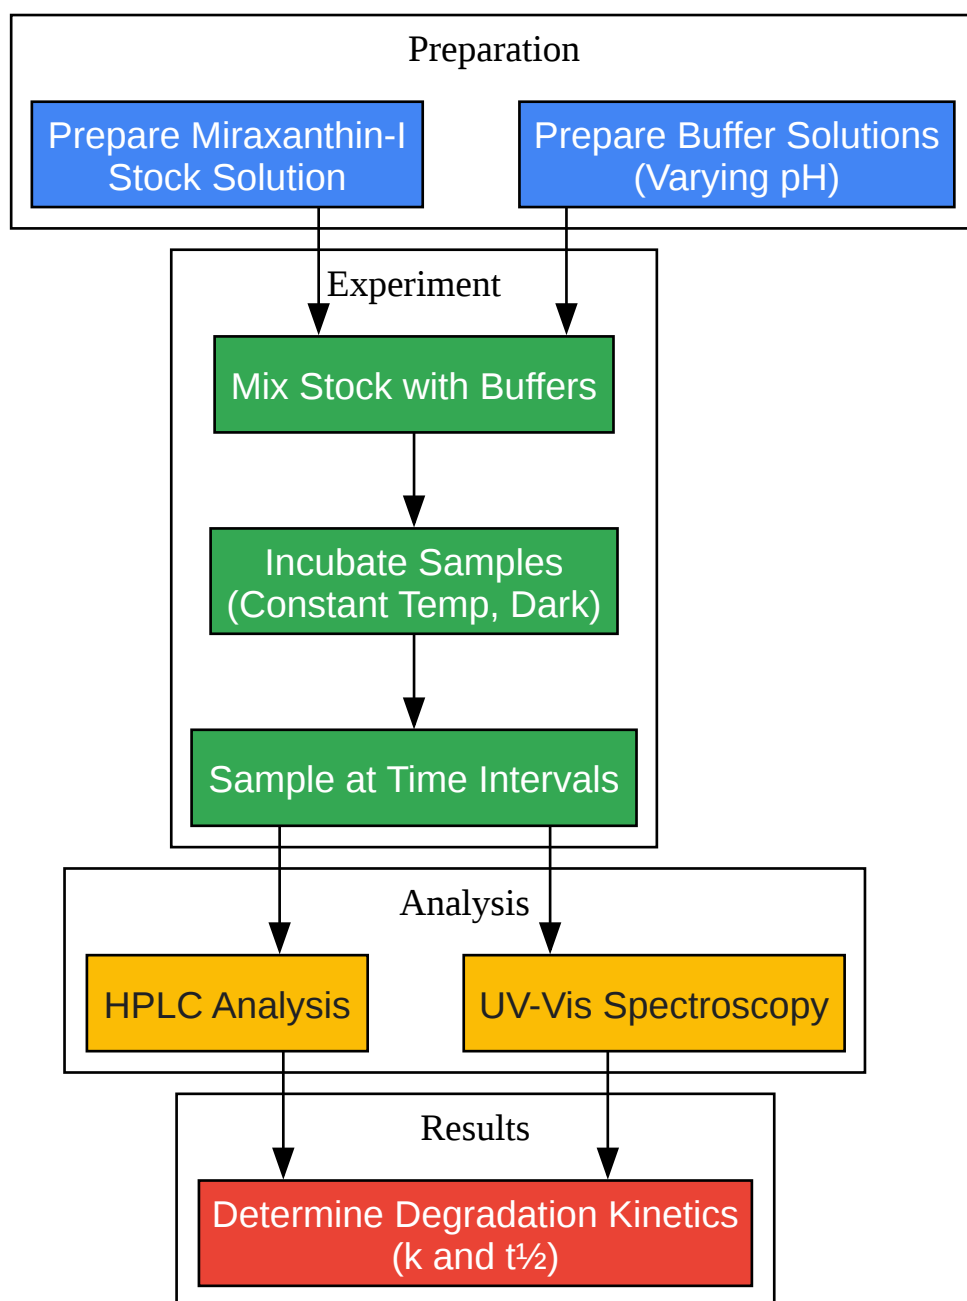 Preparation
Prepare Miraxanthin-I
Stock Solution
Prepare Buffer Solutions
(Varying pH)
Experiment
Mix Stock with Buffers
Incubate Samples
(Constant Temp, Dark)
Sample at Time Intervals
Analysis
HPLC Analysis
UV-Vis Spectroscopy
Results
Determine Degradation Kinetics
(k and t½)